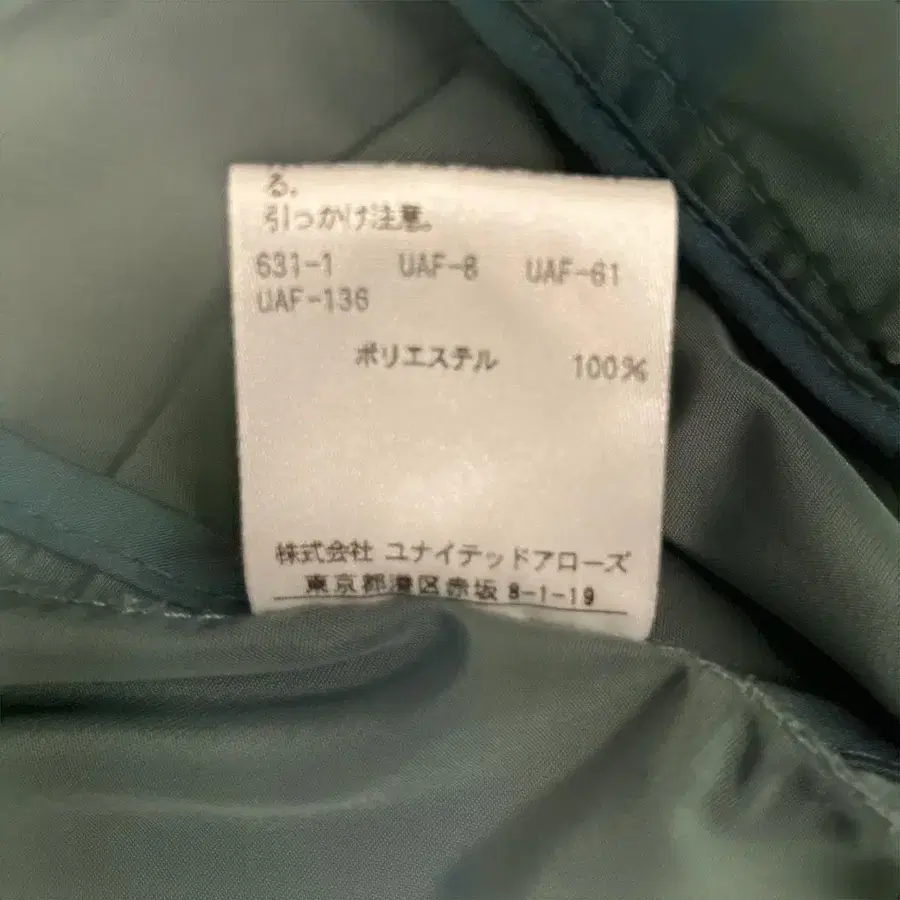 る.
引っかけ注意。
631-1 UAF-6 UAF-61
UAF-136
ポリエステル 100%
株式会社 ユナイテッドアローズ
東京都港区赤坂 8-1-19